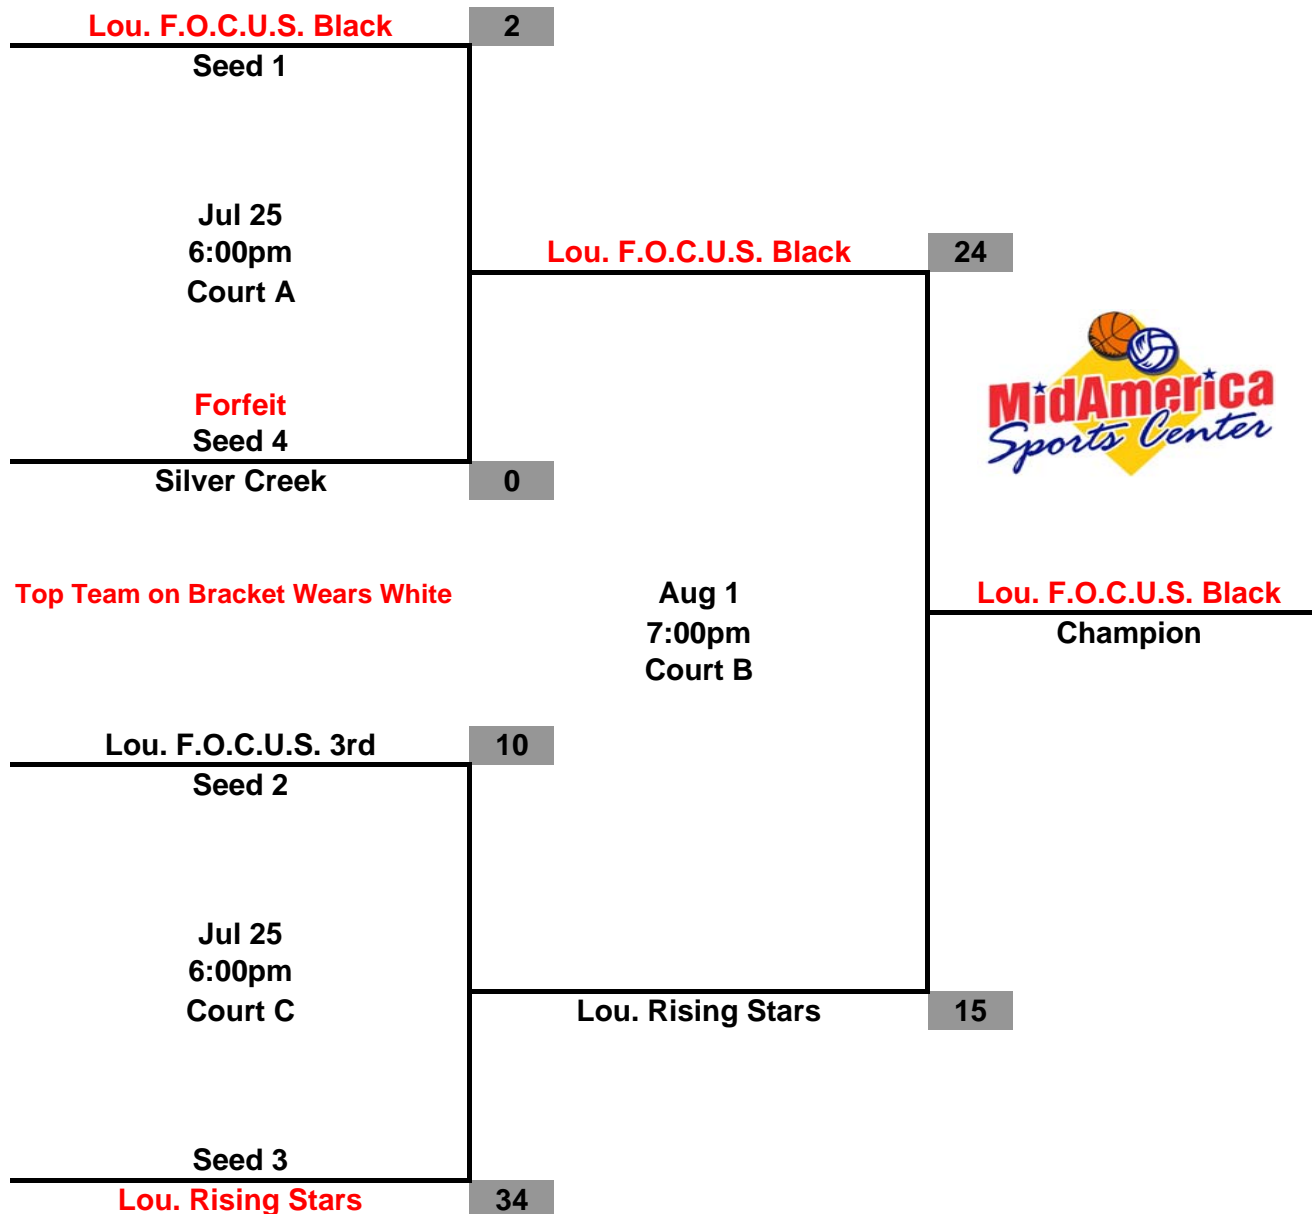 Lou. F.O.C.U.S. Black 2
Seed 1
Jul 25
6:00pm
Court A
Lou. F.O.C.U.S. Black 24
MidAmerica
Sports Center
Forfeit
Seed 4
Silver Creek 0
Top Team on Bracket Wears White
Aug 1
7:00pm
Court B
Lou. F.O.C.U.S. Black
Champion
Lou. F.O.C.U.S. 3rd 10
Seed 2
Jul 25
6:00pm
Court C
Lou. Rising Stars 15
Seed 3
Lou. Rising Stars 34